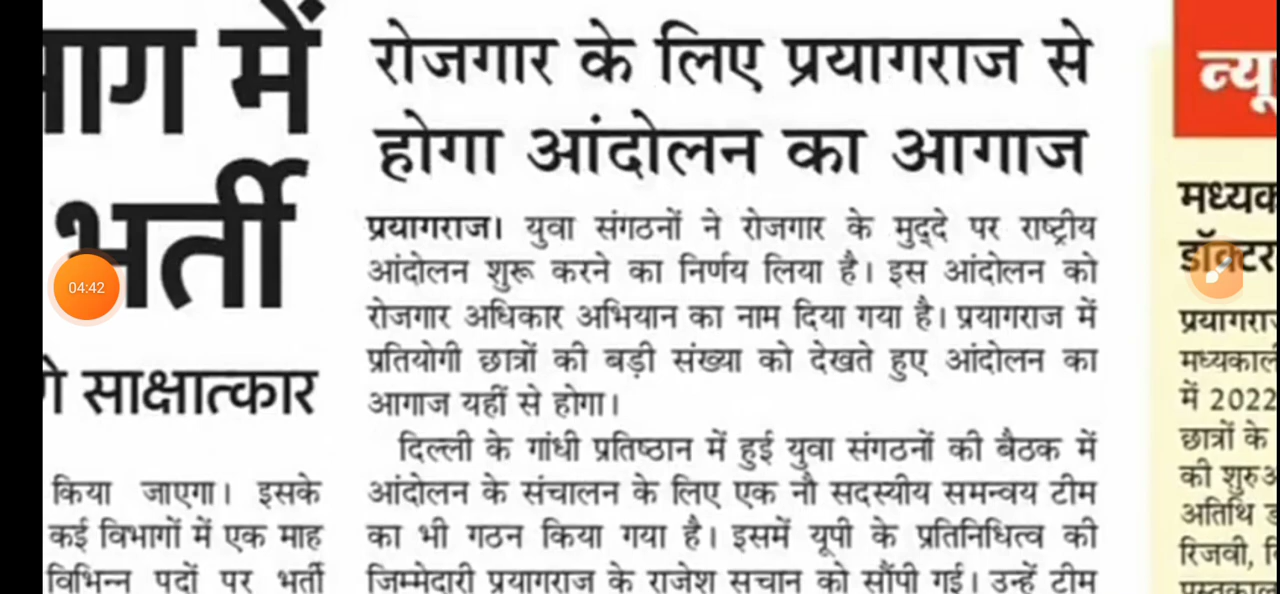 में
भर्ती
04:42
साक्षात्कार
किया जाएगा। इसके
कई विभागों में एक माह
विभिन्न पदों पर भर्ती
रोजगार के लिए प्रयागराज से
होगा आंदोलन का आगाज
प्रयागराज। युवा संगठनों ने रोजगार के मुद्दे पर राष्ट्रीय
आंदोलन शुरू करने का निर्णय लिया है। इस आंदोलन को
रोजगार अधिकार अभियान का नाम दिया गया है। प्रयागराज में
प्रतियोगी छात्रों की बड़ी संख्या को देखते हुए आंदोलन का
आगाज यहीं से होगा।
दिल्ली के गांधी प्रतिष्ठान में हुई युवा संगठनों की बैठक में
आंदोलन के संचालन के लिए एक नौ सदस्यीय समन्वय टीम
का भी गठन किया गया है। इसमें यूपी के प्रतिनिधित्व की
जिम्मेदारी प्रयागराज के राजेश सचान को सौंपी गई। उन्हें टीम
न्यू
मध्यक
डॉक्टर
प्रयागरा
मध्यकाल
में 2022
छात्रों के
की शुरुअ
अतिथि
रिजवी,